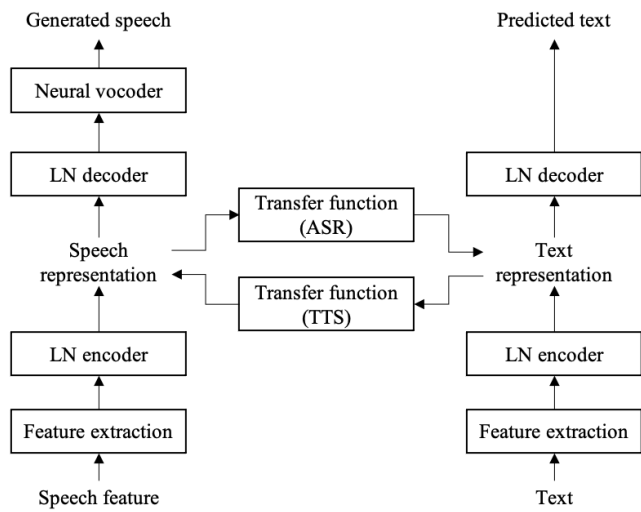 Generated speech
Predicted text
Neural vocoder
LN decoder
LN decoder
Transfer function
(ASR)
Speech
representation
Text
representation
Transfer function
(TTS)
LN encoder
LN encoder
Feature extraction
Feature extraction
Speech feature
Text